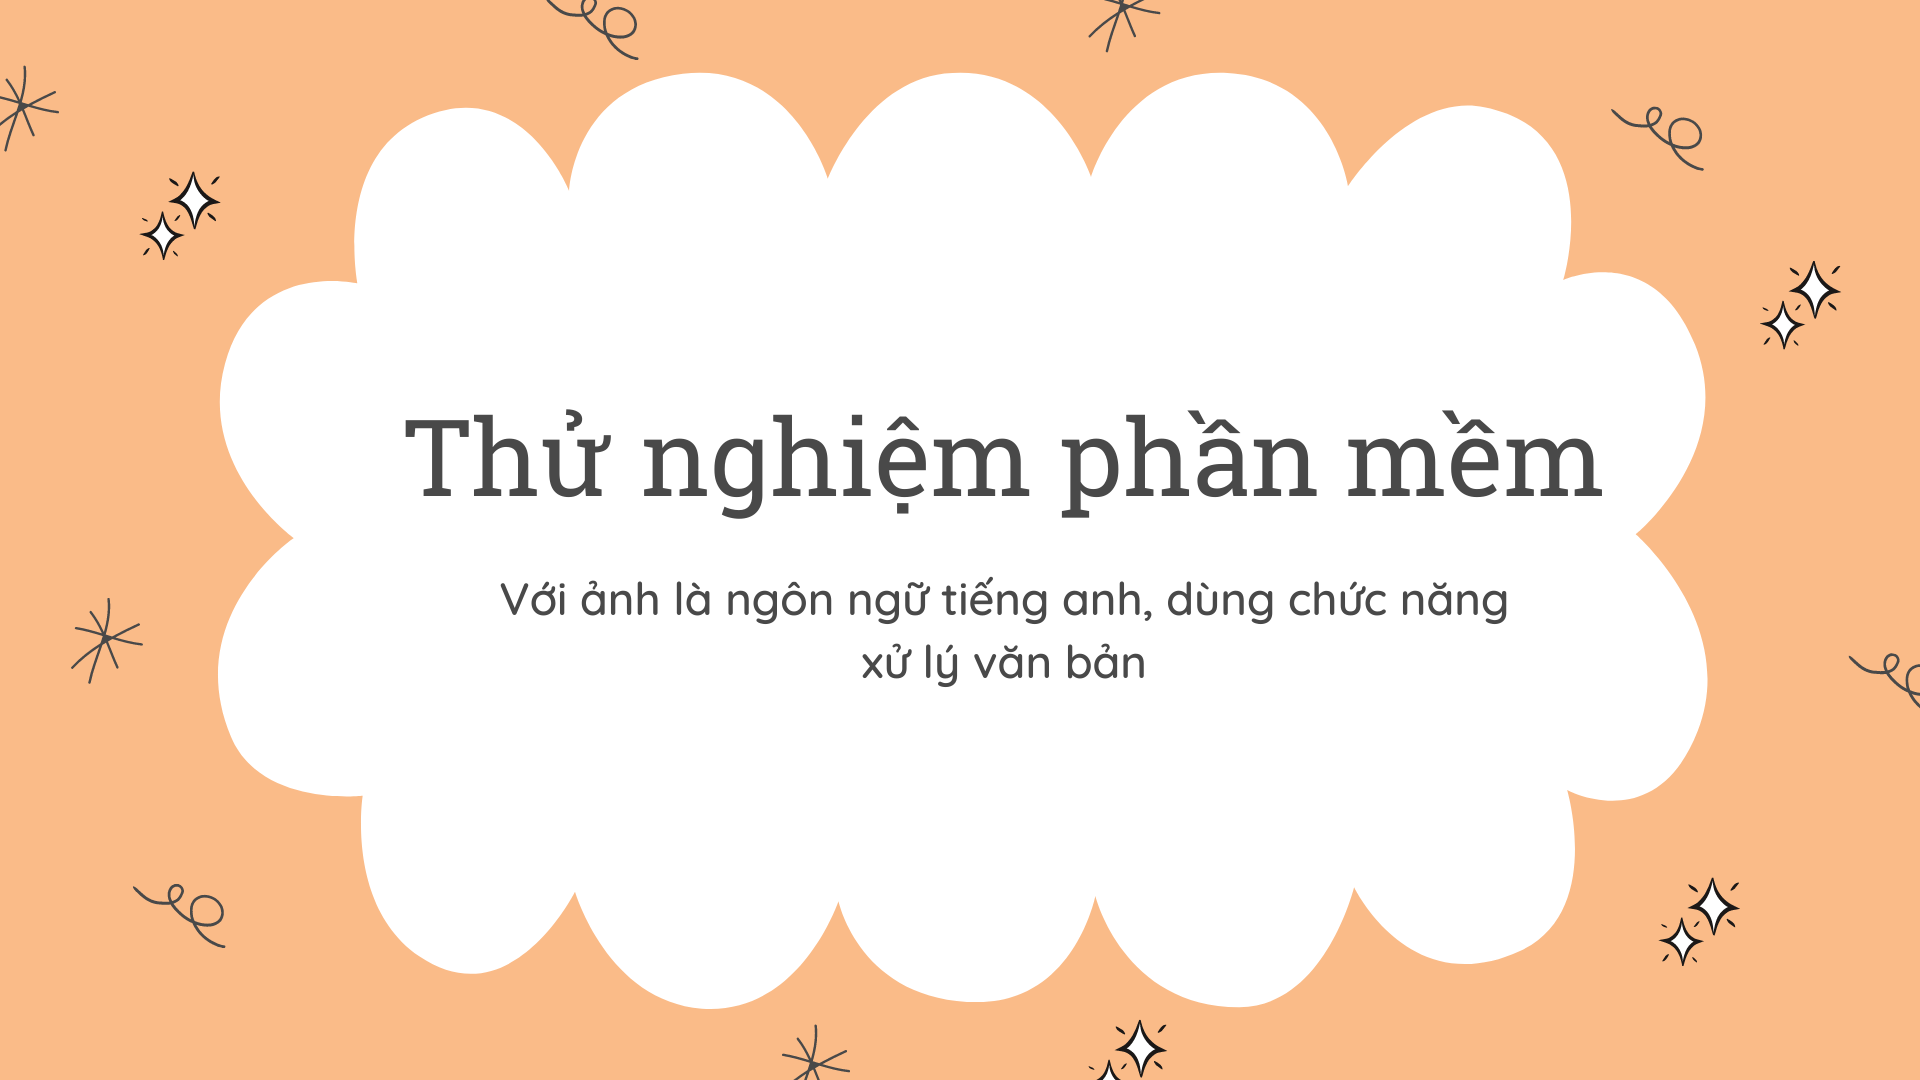 Thử nghiệm phần mềm
Với ảnh là ngôn ngữ tiếng anh, dùng chức năng
xử lý văn bản